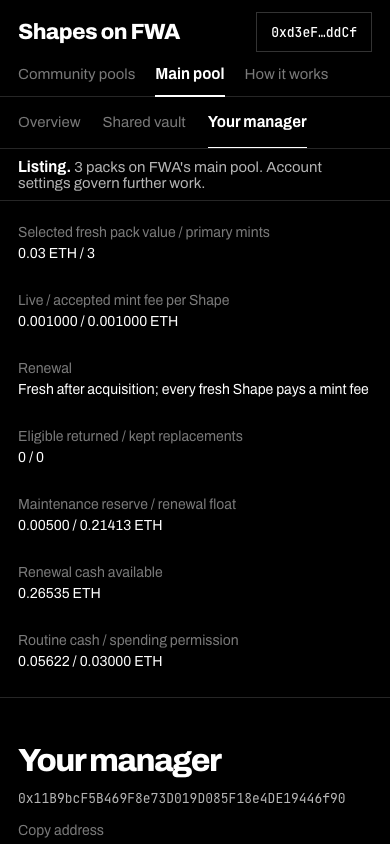 Shapes on FWA
0xd3eF…ddCf
Community pools Main pool How it works
Overview Shared vault Your manager
Listing. 3 packs on FWA's main pool. Account
settings govern further work.
Selected fresh pack value / primary mints
0.03 ETH / 3
Live / accepted mint fee per Shape
0.001000 / 0.001000 ETH
Renewal
Fresh after acquisition; every fresh Shape pays a mint fee
Eligible returned / kept replacements
0 / 0
Maintenance reserve / renewal float
0.00500 / 0.21413 ETH
Renewal cash available
0.26535 ETH
Routine cash / spending permission
0.05622 / 0.03000 ETH
Your manager
0x11B9bcF5B469F8e73D019D085F18e4DE19446f90
Copy address